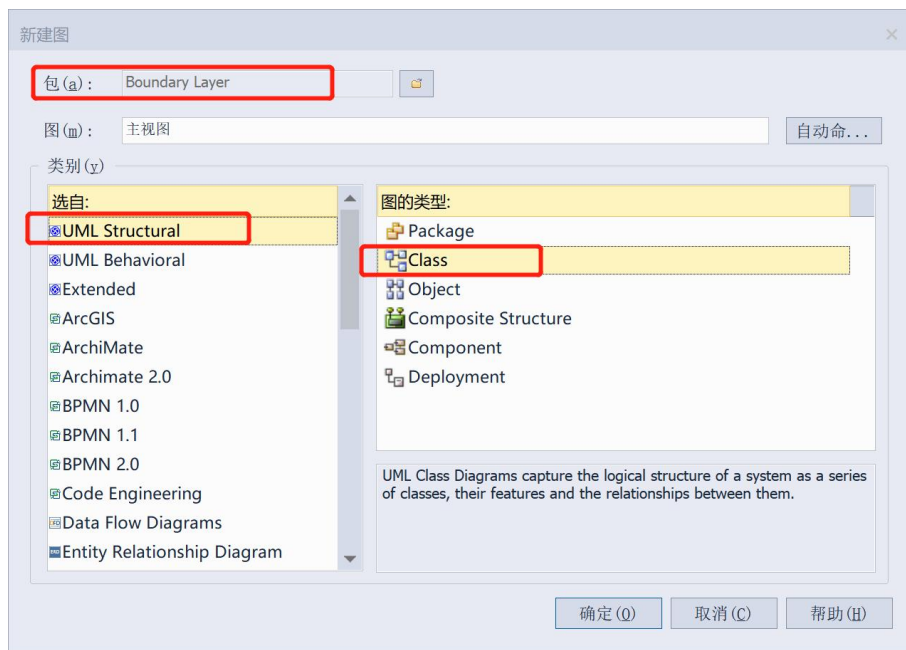 新建图
包(a): Boundary Layer
图(m): 主视图 自动命...
类别(y)
选自:
UML Structural
UML Behavioral
Extended
ArcGIS
ArchiMate
Archimate 2.0
BPMN 1.0
BPMN 1.1
BPMN 2.0
Code Engineering
Data Flow Diagrams
Entity Relationship Diagram
图的类型:
Package
Class
Object
Composite Structure
Component
Deployment
UML Class Diagrams capture the logical structure of a system as a series
of classes, their features and the relationships between them.
确定(O) 取消(C) 帮助(H)